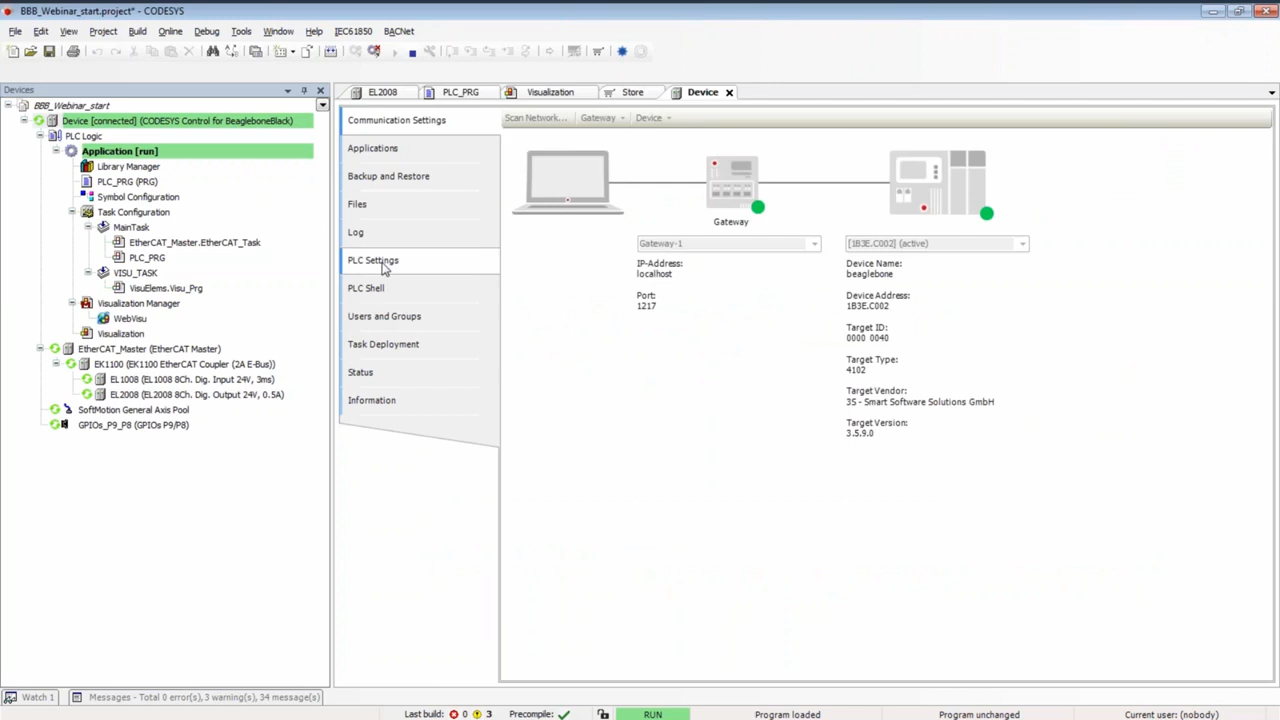 BBB_Webinar_start.project* - CODESYS
File Edit View Project Build Online Debug Tools Window Help IEC61850 BACNet
Devices
BBB_Webinar_start
Device [connected] (CODESYS Control for BeagleboneBlack)
PLC Logic
Application [run]
Library Manager
PLC_PRG (PRG)
Symbol Configuration
Task Configuration
MainTask
EtherCAT_Master.EtherCAT_Task
PLC_PRG
VISU_TASK
VisuElems.Visu_Prg
Visualization Manager
WebVisu
Visualization
EtherCAT_Master (EtherCAT Master)
EK1100 (EK1100 EtherCAT Coupler (2A E-Bus))
EL1008 (EL1008 8Ch. Dig. Input 24V, 3ms)
EL2008 (EL2008 8Ch. Dig. Output 24V, 0.5A)
SoftMotion General Axis Pool
GPIOs_P9_P8 (GPIOs P9/P8)
EL2008 PLC_PRG Visualization Store Device
Communication Settings
Applications
Backup and Restore
Files
Log
PLC Settings
PLC Shell
Users and Groups
Task Deployment
Status
Information
Scan Network... Gateway Device
Gateway
Gateway-1
IP-Address:
localhost
Port:
1217
[1B3E.C002] (active)
Device Name:
beaglebone
Device Address:
1B3E.C002
Target ID:
0000 0040
Target Type:
4102
Target Vendor:
3S - Smart Software Solutions GmbH
Target Version:
3.5.9.0
Watch 1 Messages - Total 0 error(s), 3 warning(s), 34 message(s)
Last build: 0 3 Precompile: RUN Program loaded Program unchanged Current user: (nobody)